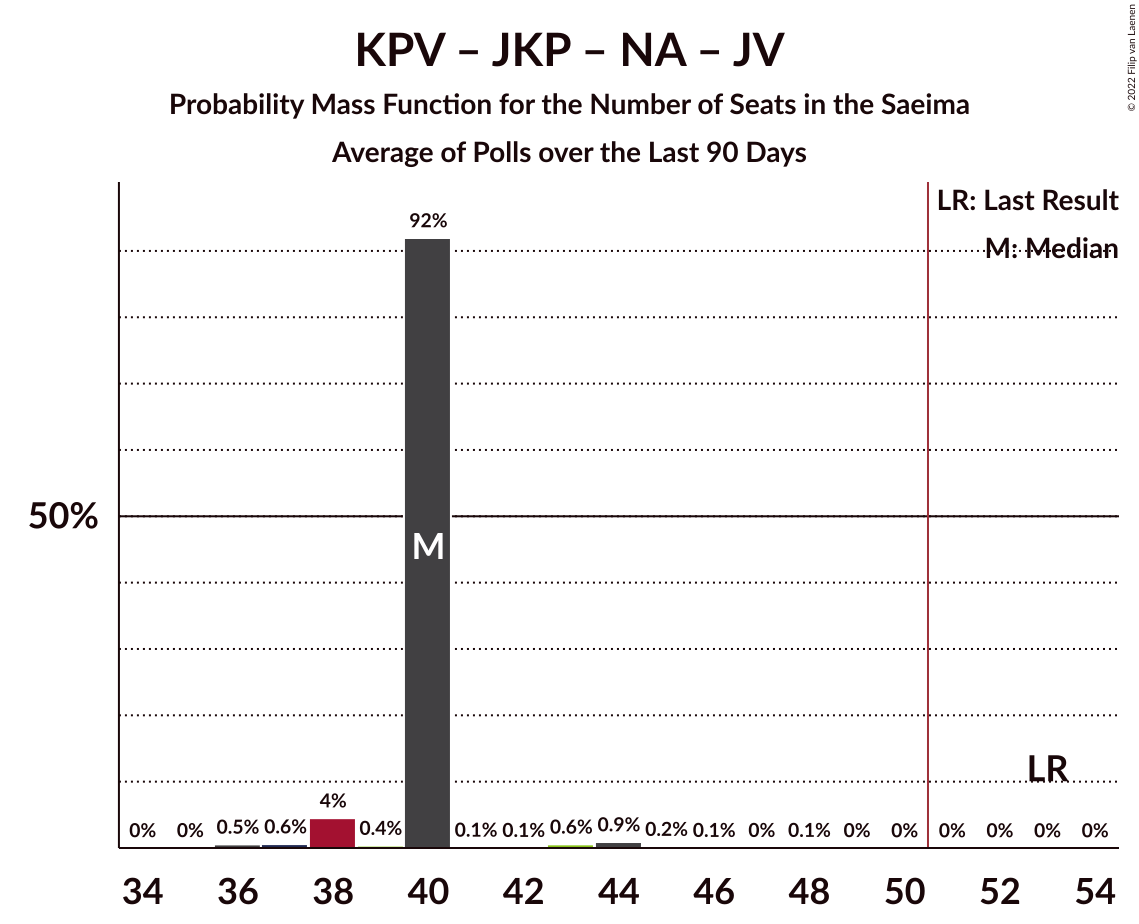 KPV – JKP – NA – JV
Probability Mass Function for the Number of Seats in the Saeima
Average of Polls over the Last 90 Days
© 2022 Filip van Laenen
LR: Last Result
M: Median
92%
50%
M
LR
0% 0% 0.5% 0.6% 4% 0.4% 0.1% 0.1% 0.6% 0.9% 0.2% 0.1% 0% 0.1% 0% 0% 0% 0% 0% 0%
34 36 38 40 42 44 46 48 50 52 54